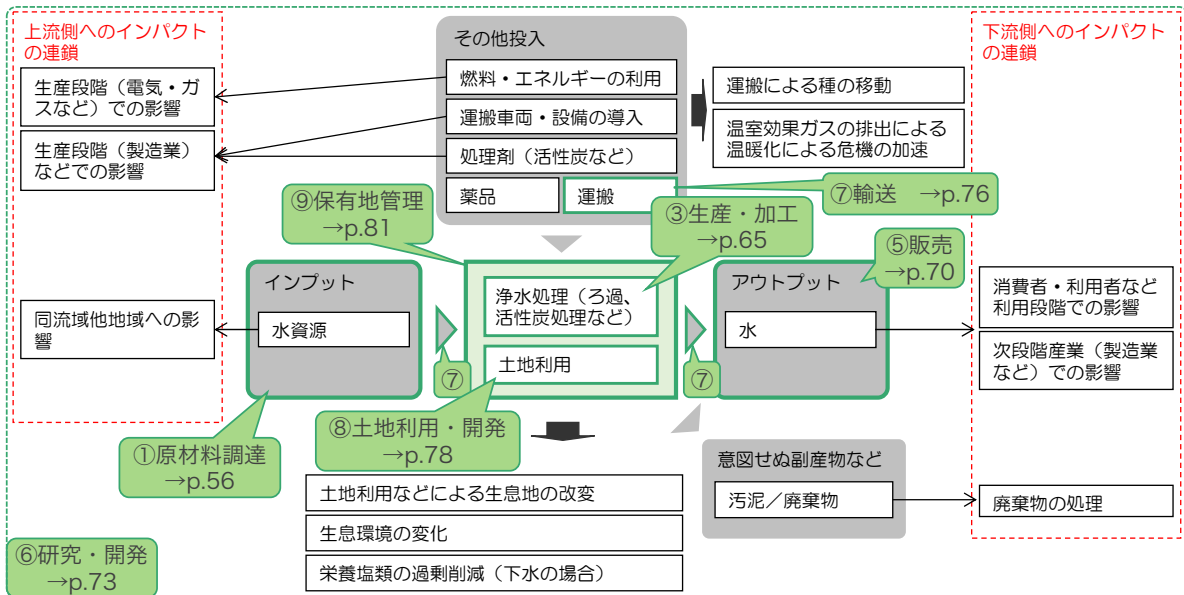 上流側へのインパクト
の連鎖
生産段階（電気・ガ
スなど）での影響
生産段階（製造業）
などでの影響
同流域他地域への影
響
その他投入
燃料・エネルギーの利用
運搬車両・設備の導入
処理剤（活性炭など）
薬品
運搬
運搬による種の移動
温室効果ガスの排出による
温暖化による危機の加速
下流側へのインパクト
の連鎖
⑦輸送　→p.76
⑨保有地管理
→p.81
③生産・加工
→p.65
⑤販売
→p.70
インプット
水資源
⑦
浄水処理（ろ過、
活性炭処理など）
土地利用
⑦
アウトプット
水
消費者・利用者など
利用段階での影響
次段階産業（製造業
など）での影響
①原材料調達
→p.56
⑧土地利用・開発
→p.78
土地利用などによる生息地の改変
生息環境の変化
栄養塩類の過剰削減（下水の場合）
意図せぬ副産物など
汚泥／廃棄物
廃棄物の処理
⑥研究・開発
→p.73